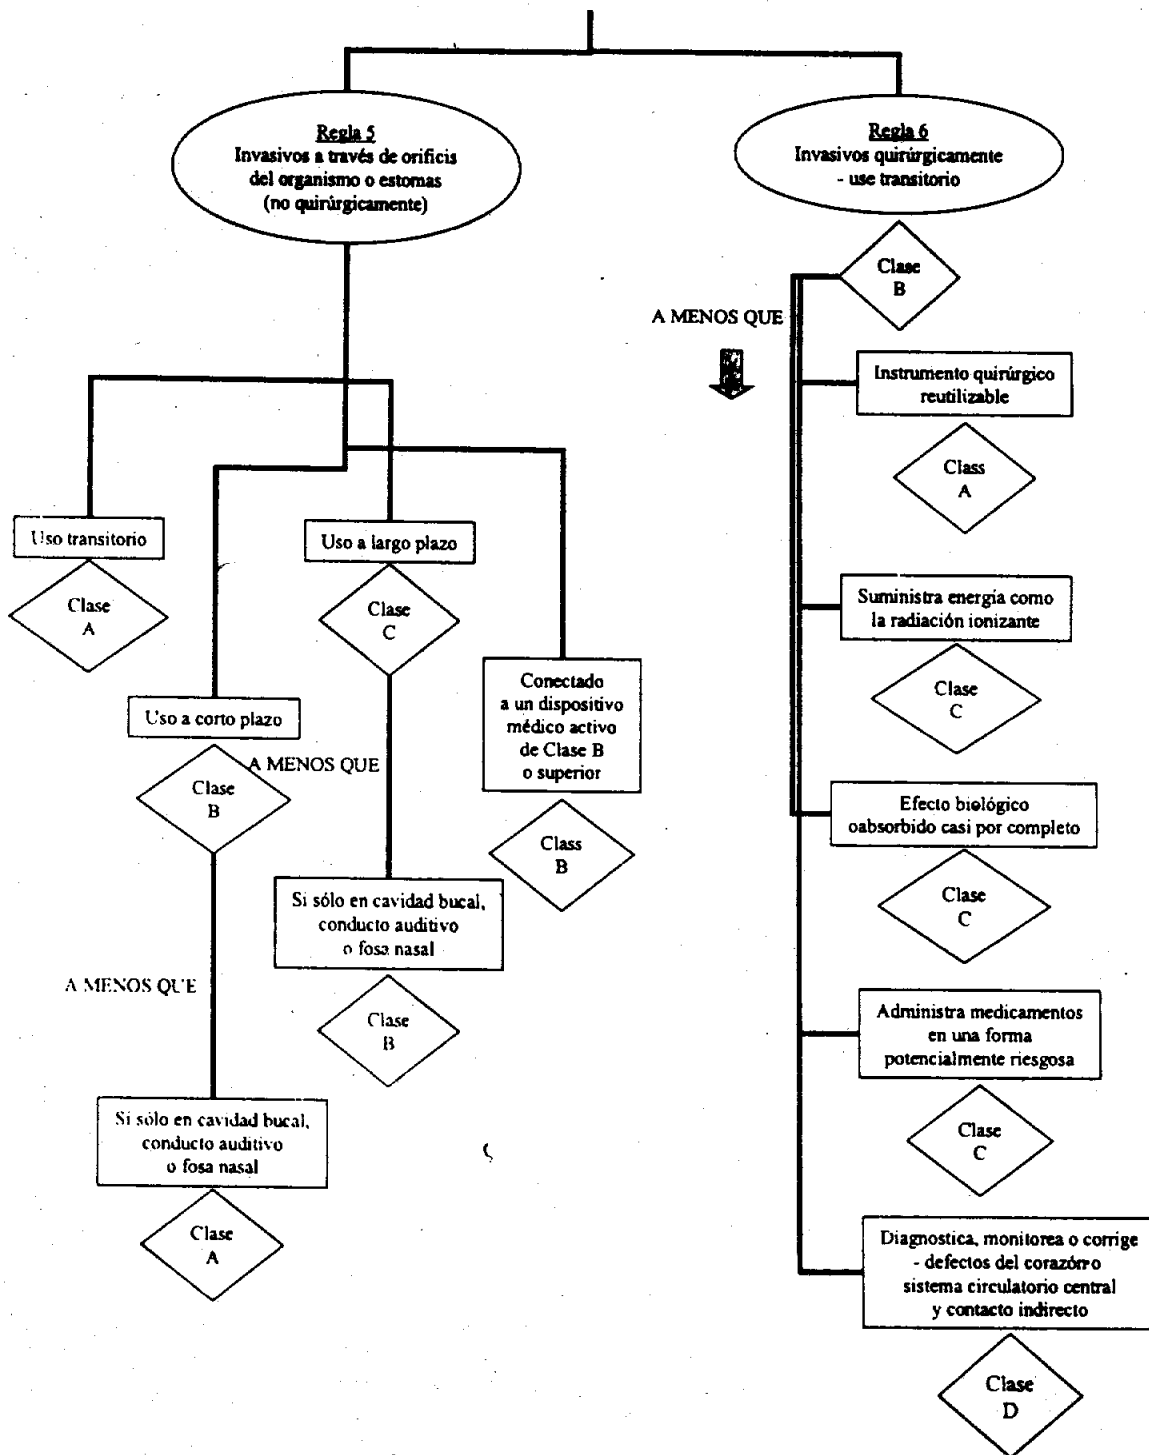 Regla 5
Invasivos a través de orificis
del organismo o estomas
(no quirúrgicamente)
Uso transitorio
Clase
A
Uso a corto plazo
Clase
B
A MENOS QUE
Si sólo en cavidad bucal,
conducto auditivo
o fosa nasal
Clase
A
Uso a largo plazo
Clase
C
A MENOS QUE
Si sólo en cavidad bucal,
conducto auditivo
o fosa nasal
Clase
B
Conectado
a un dispositivo
médico activo
de Clase B
o superior
Class
B
Regla 6
Invasivos quirúrgicamente
- use transitorio
Clase
B
A MENOS QUE
Instrumento quirúrgico
reutilizable
Class
A
Suministra energía como
la radiación ionizante
Clase
C
Efecto biológico
oabsorbido casi por completo
Clase
C
Administra medicamentos
en una forma
potencialmente riesgosa
Clase
C
Diagnostica, monitorea o corrige
- defectos del corazórro
sistema circulatorio central
y contacto indirecto
Clase
D